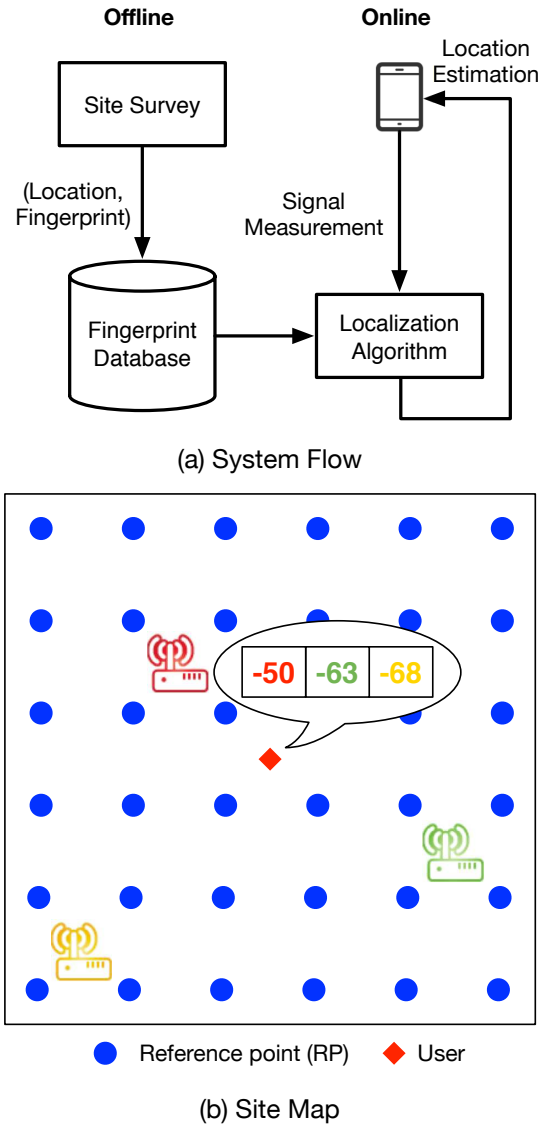 Offline
Online
Site Survey
Location
Estimation
(Location,
Fingerprint)
Signal
Measurement
Fingerprint
Database
Localization
Algorithm
(a) System Flow
-50 -63 -68
Reference point (RP)
User
(b) Site Map